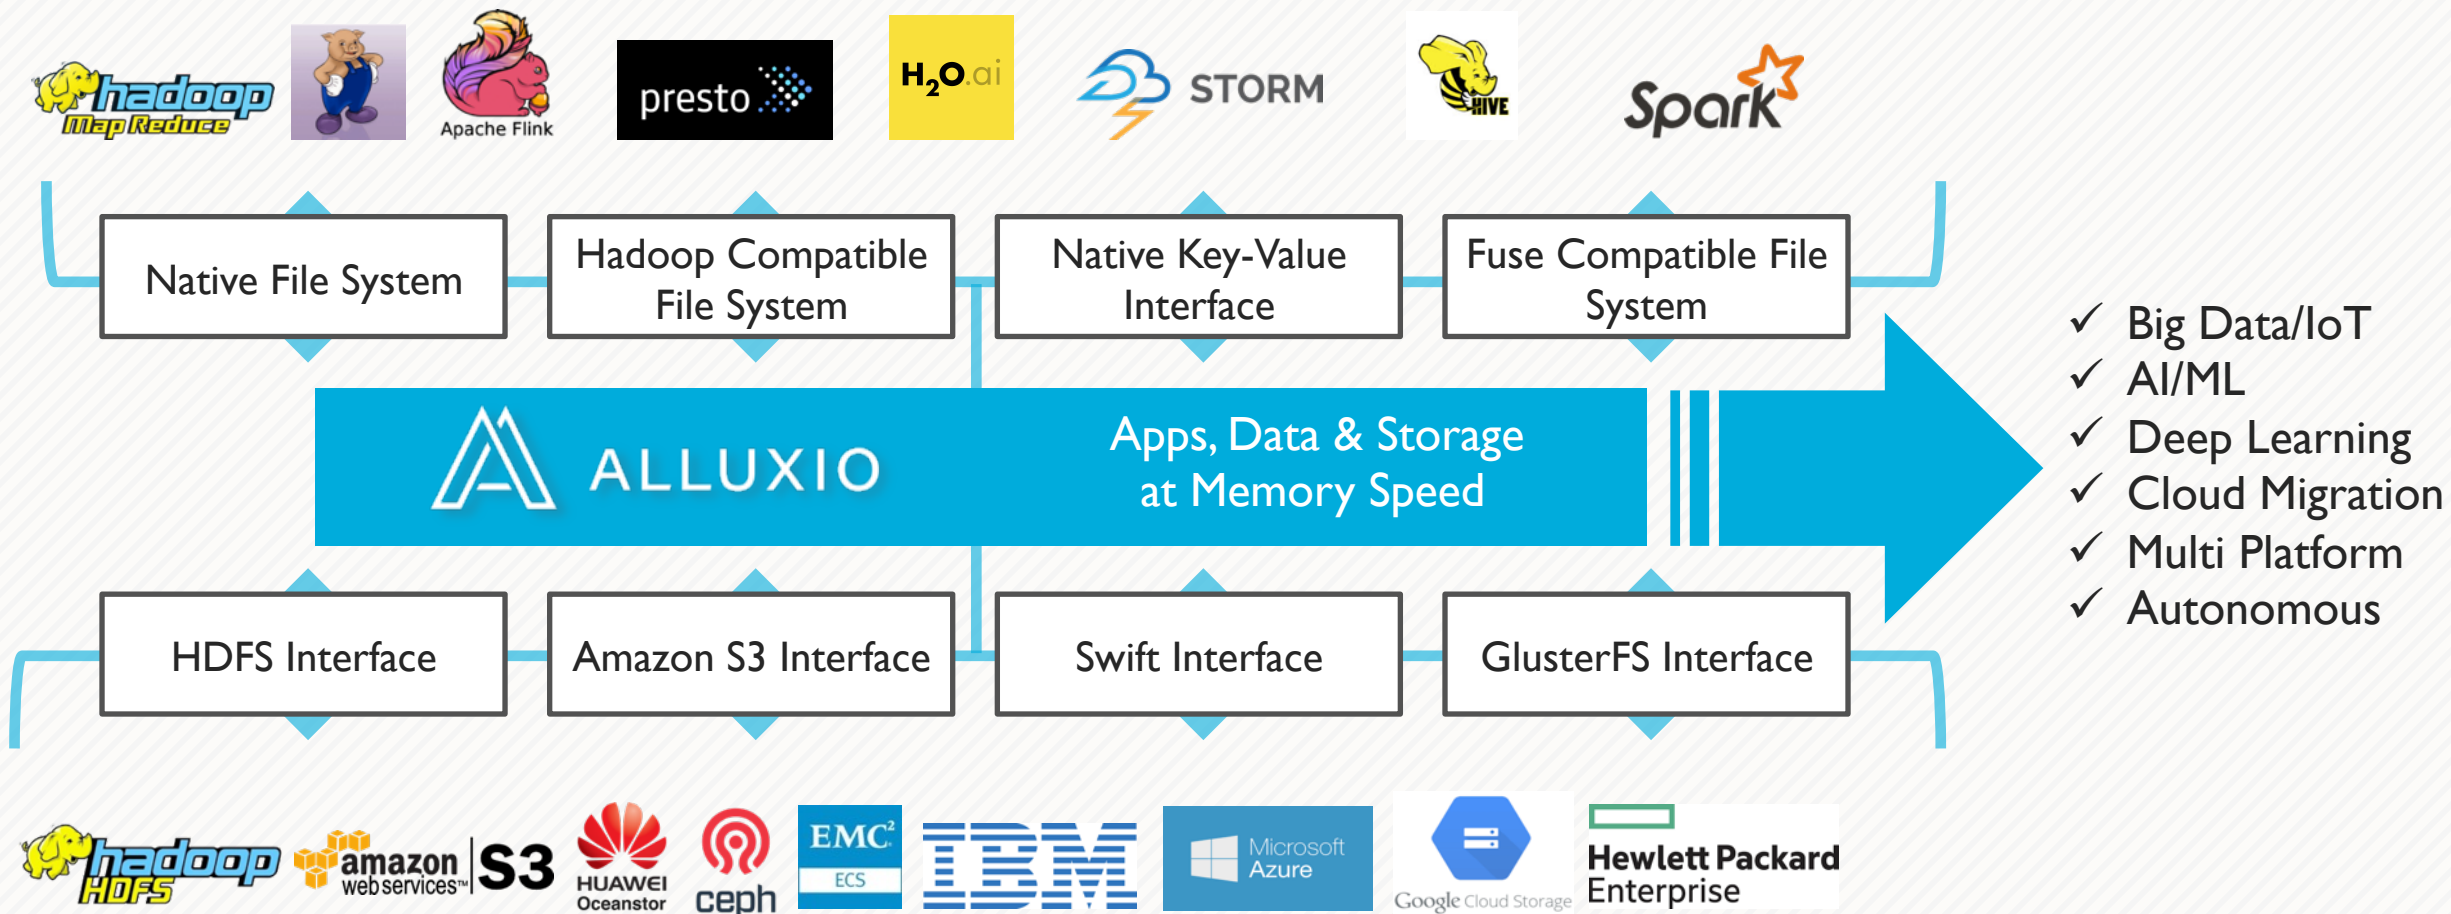 hadoop
Map Reduce
Apache Flink
presto
H2O.ai
STORM
HIVE
Spark
Native File System
Hadoop Compatible
File System
Native Key-Value
Interface
Fuse Compatible File
System
ALLUXIO
Apps, Data & Storage
at Memory Speed
✓ Big Data/IoT
✓ AI/ML
✓ Deep Learning
✓ Cloud Migration
✓ Multi Platform
✓ Autonomous
HDFS Interface
Amazon S3 Interface
Swift Interface
GlusterFS Interface
hadoop
HDFS
amazon
webservices™
S3
HUAWEI
Oceanstor
ceph
EMC²
ECS
IBM
Microsoft
Azure
Google Cloud Storage
Hewlett Packard
Enterprise